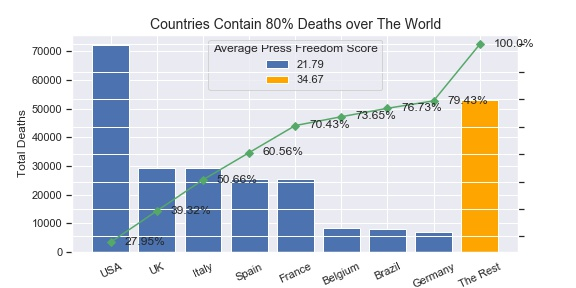 Countries Contain 80% Deaths over The World
Average Press Freedom Score
21.79
34.67
Total Deaths
70000
60000
50000
40000
30000
20000
10000
0
27.95%
39.32%
50.66%
60.56%
70.43%
73.65%
76.73%
79.43%
100.0%
USA
UK
Italy
Spain
France
Belgium
Brazil
Germany
The Rest